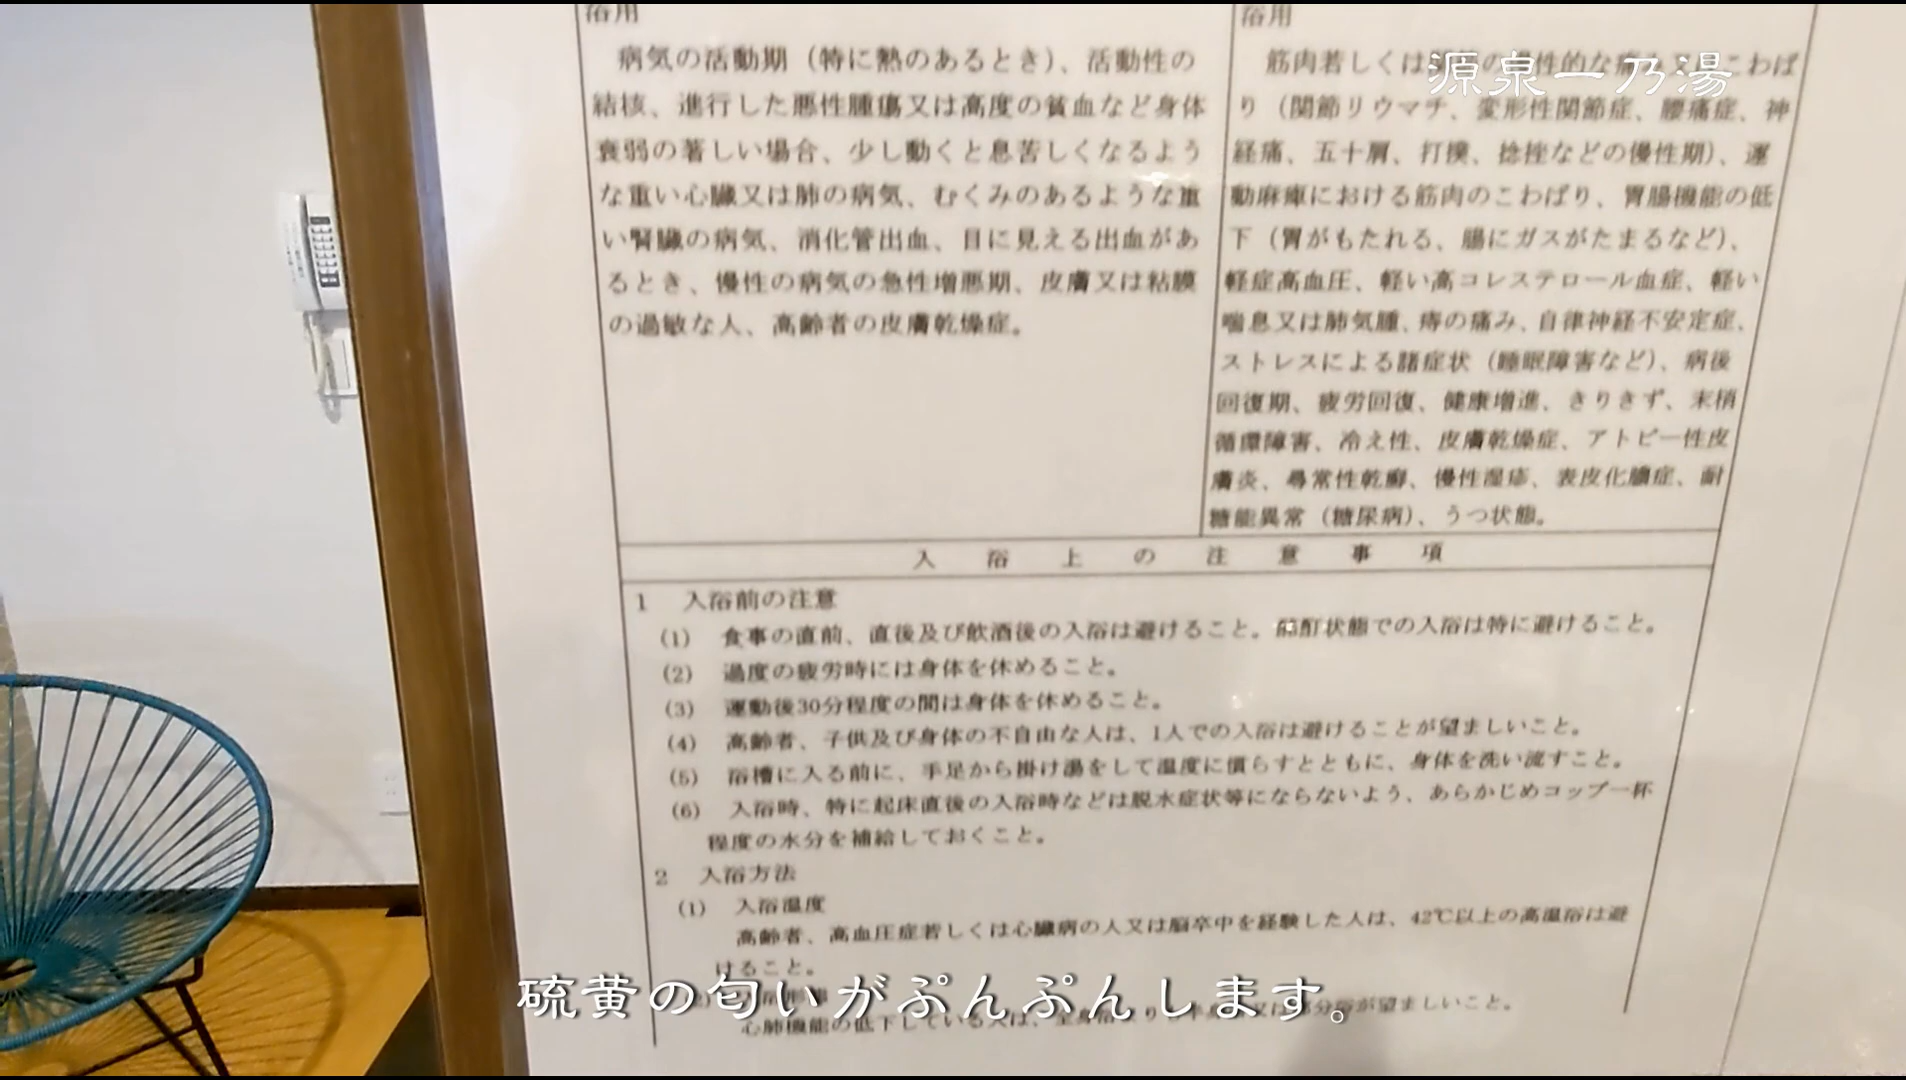 浴用
病気の活動期（特に熱のあるとき）、活動性の
結核、進行した悪性腫瘍又は高度の貧血など身体
衰弱の著しい場合、少し動くと息苦しくなるよう
な重い心臓又は肺の病気、むくみのあるような重
い腎臓の病気、消化管出血、目に見える出血があ
るとき、慢性の病気の急性増悪期、皮膚又は粘膜
の過敏な人、高齢者の皮膚乾燥症。
浴用
筋肉若しくは の慢性的な痛み又 こわば
り（関節リウマチ、変形性関節症、腰痛症、神
経痛、五十肩、打撲、捻挫などの慢性期）、運
動麻痺における筋肉のこわばり、胃腸機能の低
下（胃がもたれる、腸にガスがたまるなど）、
軽症高血圧、軽い高コレステロール血症、軽い
喘息又は肺気腫、痔の痛み、自律神経不安定症、
ストレスによる諸症状（睡眠障害など）、病後
回復期、疲労回復、健康増進、きりきず、末梢
循環障害、冷え性、皮膚乾燥症、アトピー性皮
膚炎、尋常性乾癬、慢性湿疹、表皮化膿症、耐
糖能異常（糖尿病）、うつ状態。
源泉一乃湯
入浴上の注意事項
1 入浴前の注意
(1) 食事の直前、直後及び飲酒後の入浴は避けること。酩酊状態での入浴は特に避けること。
(2) 過度の疲労時には身体を休めること。
(3) 運動後30分程度の間は身体を休めること。
(4) 高齢者、子供及び身体の不自由な人は、1人での入浴は避けることが望ましいこと。
(5) 浴槽に入る前に、手足から掛け湯をして温度に慣らすとともに、身体を洗い流すこと。
(6) 入浴時、特に起床直後の入浴時などは脱水症状等にならないよう、あらかじめコップ一杯
程度の水分を補給しておくこと。
2 入浴方法
(1) 入浴温度
高齢者、高血圧症若しくは心臓病の人又は脳卒中を経験した人は、42℃以上の高温浴は避
けること。
心肺機能の低下している人は、全身浴より 又は部分浴が望ましいこと。
硫黄の匂いがぷんぷんします。